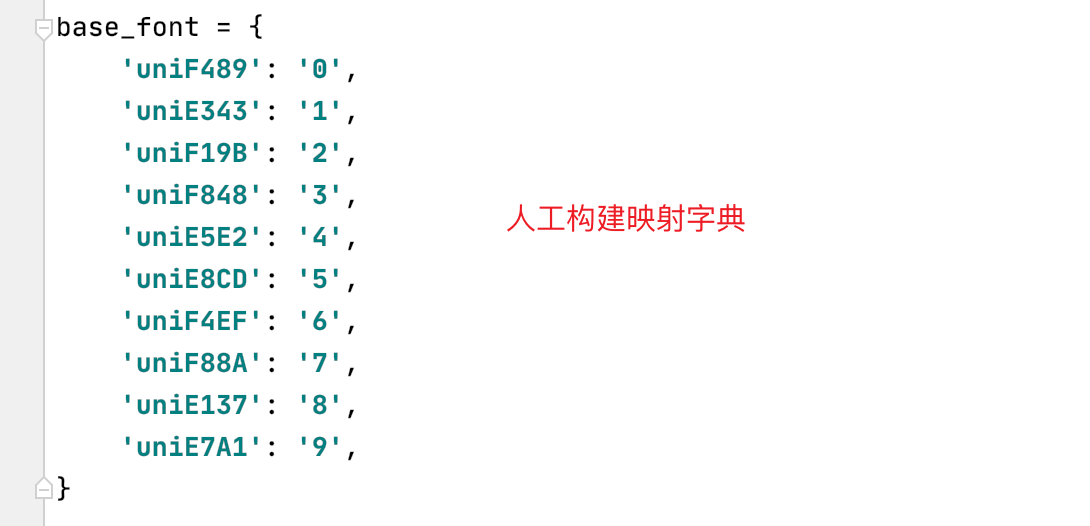 base_font = {
    'uniF489': '0',
    'uniE343': '1',
    'uniF19B': '2',
    'uniF848': '3',
    'uniE5E2': '4',
    'uniE8CD': '5',
    'uniF4EF': '6',
    'uniF88A': '7',
    'uniE137': '8',
    'uniE7A1': '9',
}
人工构建映射字典